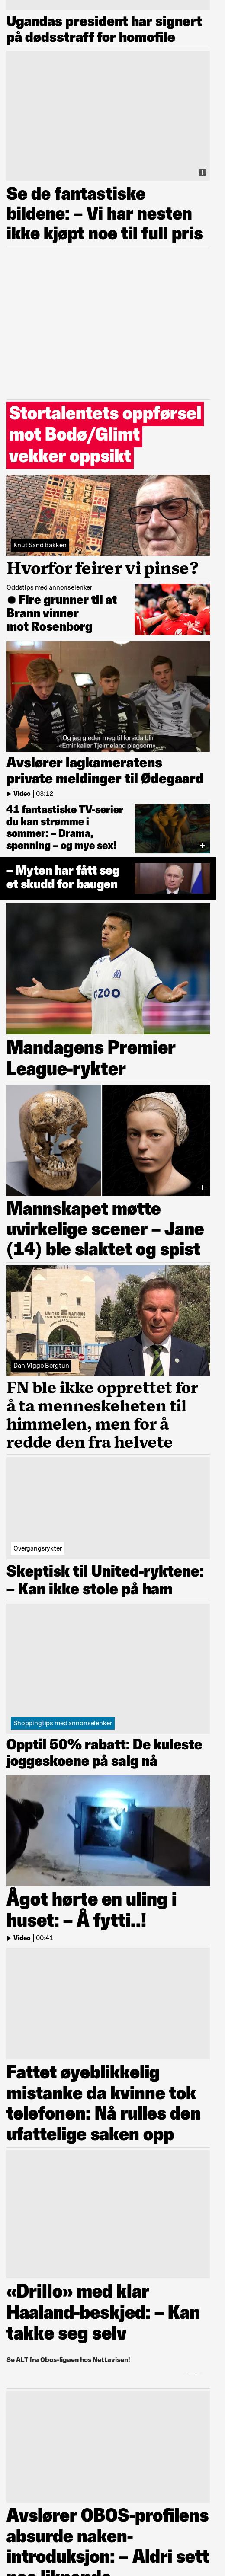 Ugandas president har signert
på dødsstraff for homofile
Se de fantastiske
bildene: – Vi har nesten
ikke kjøpt noe til full pris
Stortalentets oppførsel
mot Bodø/Glimt
vekker oppsikt
Knut Sand Bakken
Hvorfor feirer vi pinse?
Oddstips med annonselenker
Fire grunner til at
Brann vinner
mot Rosenborg
Og jeg gleder meg til forsida blir
«Emir kaller Tjelmeland plagsom»
Avslører lagkameratens
private meldinger til Ødegaard
Video | 03:12
41 fantastiske TV-serier
du kan strømme i
sommer: – Drama,
spenning – og mye sex!
– Myten har fått seg
et skudd for baugen
Mandagens Premier
League-rykter
Mannskapet møtte
uvirkelige scener – Jane
(14) ble slaktet og spist
UNITED NATIONS
Dan-Viggo Bergtun
FN ble ikke opprettet for
å ta menneskeheten til
himmelen, men for å
redde den fra helvete
Overgangsrykter
Skeptisk til United-ryktene:
– Kan ikke stole på ham
Shoppingtips med annonselenker
Opptil 50% rabatt: De kuleste
joggeskoene på salg nå
Ågot hørte en uling i
huset: – Å fytti..!
Video | 00:41
Fattet øyeblikkelig
mistanke da kvinne tok
telefonen: Nå rulles den
ufattelige saken opp
«Drillo» med klar
Haaland-beskjed: – Kan
takke seg selv
Se ALT fra Obos-ligaen hos Nettavisen!
Avslører OBOS-profilens
absurde naken-
introduksjon: – Aldri sett
noe liknende